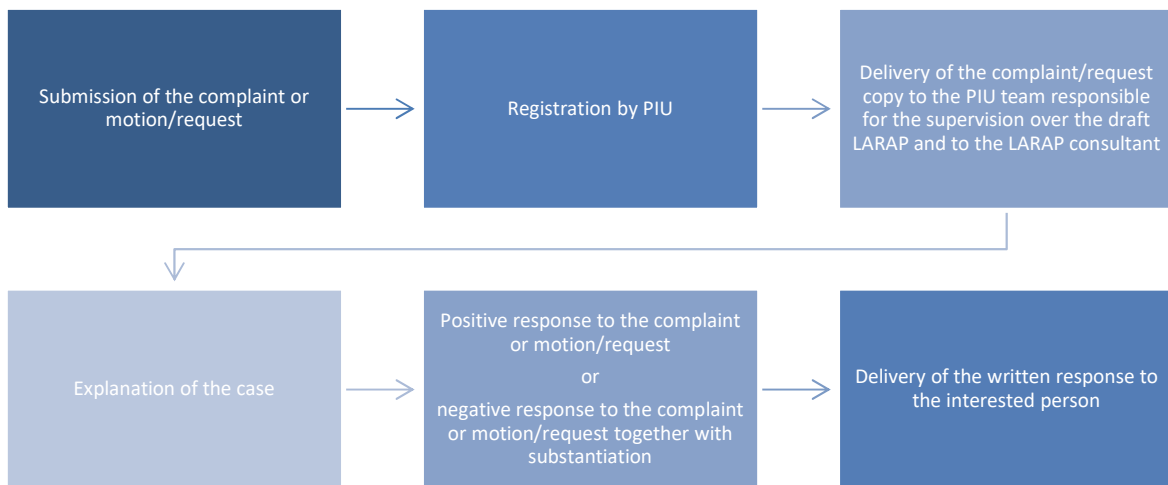 Submission of the complaint or
motion/request
Registration by PIU
Delivery of the complaint/request
copy to the PIU team responsible
for the supervision over the draft
LARAP and to the LARAP consultant
Explanation of the case
Positive response to the complaint
or motion/request
or
negative response to the complaint
or motion/request together with
substantiation
Delivery of the written response to
the interested person